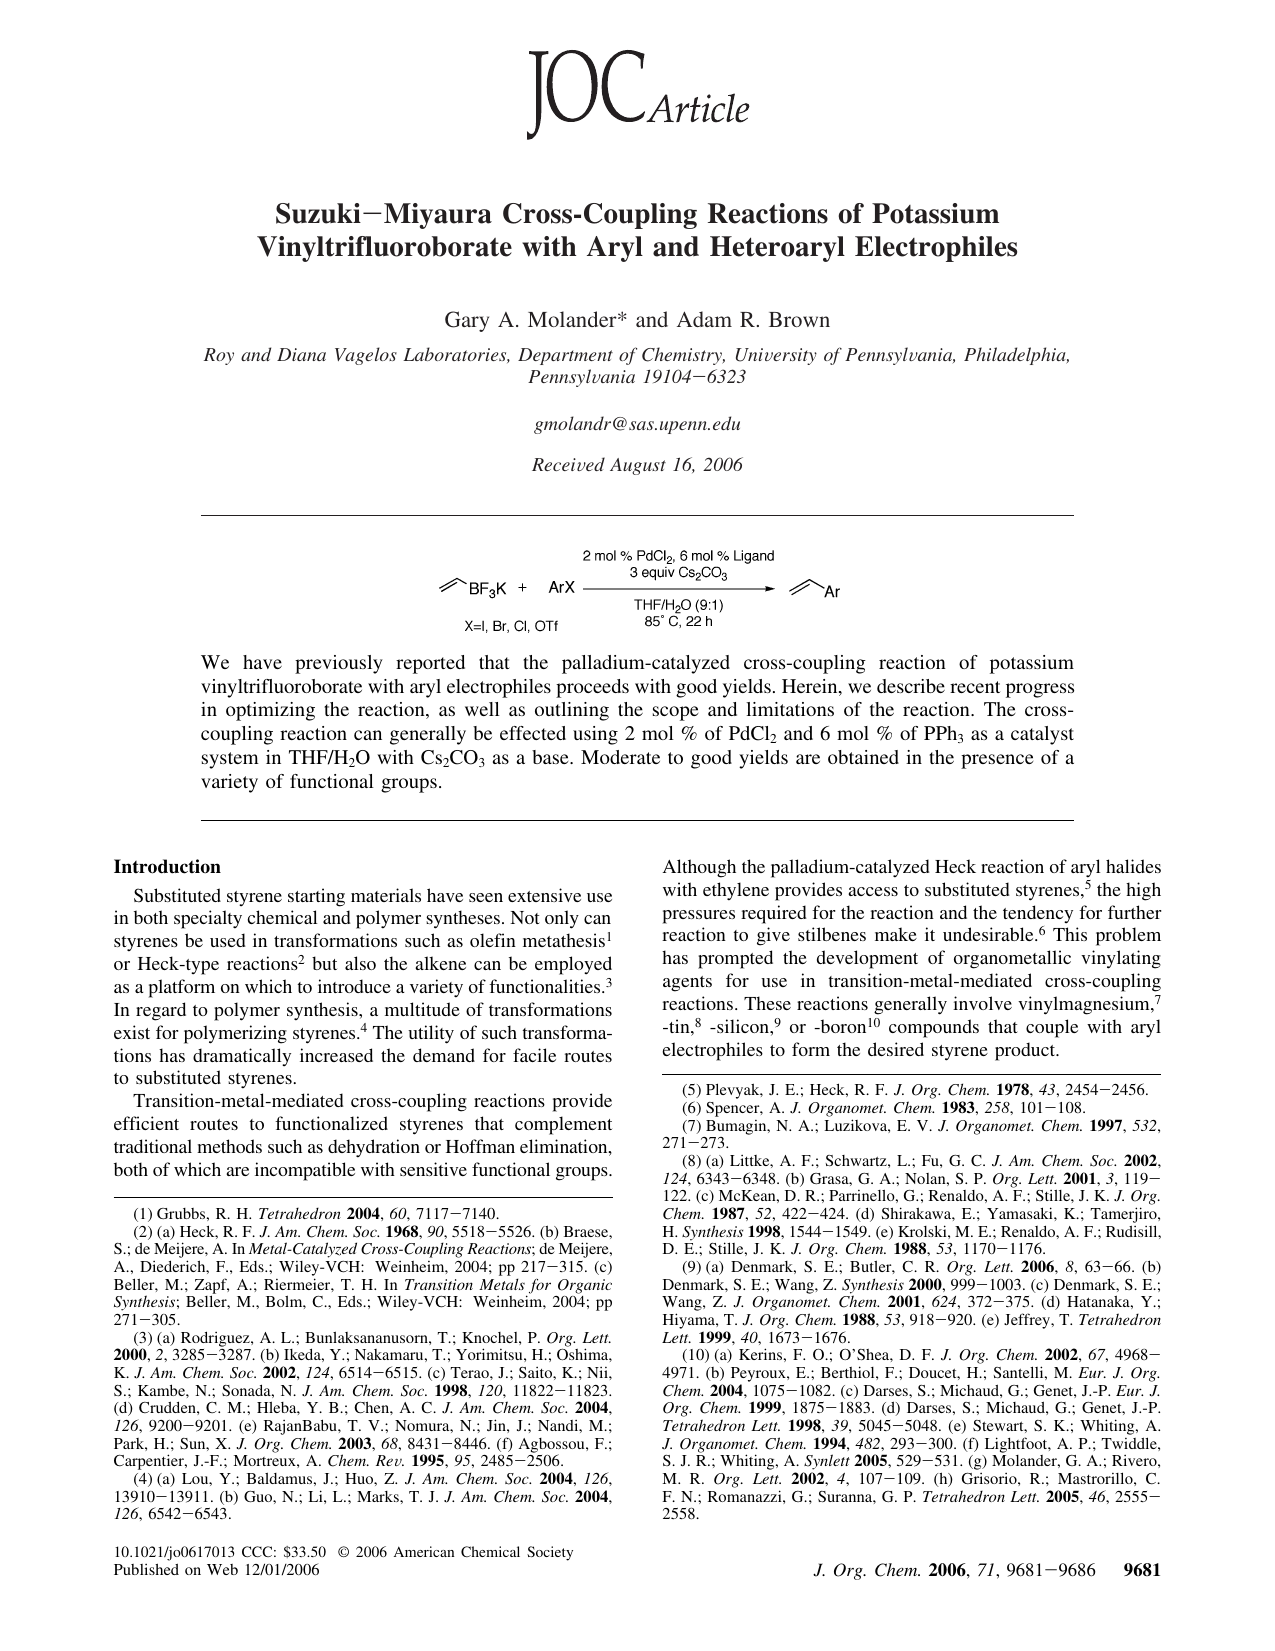 JOC Article
Suzuki−Miyaura Cross-Coupling Reactions of Potassium
Vinyltrifluoroborate with Aryl and Heteroaryl Electrophiles
Gary A. Molander* and Adam R. Brown
Roy and Diana Vagelos Laboratories, Department of Chemistry, University of Pennsylvania, Philadelphia,
Pennsylvania 19104−6323
gmolandr@sas.upenn.edu
Received August 16, 2006
2 mol % PdCl2, 6 mol % Ligand
3 equiv Cs2CO3
BF3K + ArX
Ar
THF/H2O (9:1)
85° C, 22 h
X=I, Br, Cl, OTf
We have previously reported that the palladium-catalyzed cross-coupling reaction of potassium
vinyltrifluoroborate with aryl electrophiles proceeds with good yields. Herein, we describe recent progress
in optimizing the reaction, as well as outlining the scope and limitations of the reaction. The cross-
coupling reaction can generally be effected using 2 mol % of PdCl2 and 6 mol % of PPh3 as a catalyst
system in THF/H2O with Cs2CO3 as a base. Moderate to good yields are obtained in the presence of a
variety of functional groups.
Introduction
Substituted styrene starting materials have seen extensive use
in both specialty chemical and polymer syntheses. Not only can
styrenes be used in transformations such as olefin metathesis1
or Heck-type reactions2 but also the alkene can be employed
as a platform on which to introduce a variety of functionalities.3
In regard to polymer synthesis, a multitude of transformations
exist for polymerizing styrenes.4 The utility of such transforma-
tions has dramatically increased the demand for facile routes
to substituted styrenes.
Transition-metal-mediated cross-coupling reactions provide
efficient routes to functionalized styrenes that complement
traditional methods such as dehydration or Hoffman elimination,
both of which are incompatible with sensitive functional groups.
(1) Grubbs, R. H. Tetrahedron 2004, 60, 7117−7140.
(2) (a) Heck, R. F. J. Am. Chem. Soc. 1968, 90, 5518−5526. (b) Braese,
S.; de Meijere, A. In Metal-Catalyzed Cross-Coupling Reactions; de Meijere,
A., Diederich, F., Eds.; Wiley-VCH: Weinheim, 2004; pp 217−315. (c)
Beller, M.; Zapf, A.; Riermeier, T. H. In Transition Metals for Organic
Synthesis; Beller, M., Bolm, C., Eds.; Wiley-VCH: Weinheim, 2004; pp
271−305.
(3) (a) Rodriguez, A. L.; Bunlaksananusorn, T.; Knochel, P. Org. Lett.
2000, 2, 3285−3287. (b) Ikeda, Y.; Nakamaru, T.; Yorimitsu, H.; Oshima,
K. J. Am. Chem. Soc. 2002, 124, 6514−6515. (c) Terao, J.; Saito, K.; Nii,
S.; Kambe, N.; Sonada, N. J. Am. Chem. Soc. 1998, 120, 11822−11823.
(d) Crudden, C. M.; Hleba, Y. B.; Chen, A. C. J. Am. Chem. Soc. 2004,
126, 9200−9201. (e) RajanBabu, T. V.; Nomura, N.; Jin, J.; Nandi, M.;
Park, H.; Sun, X. J. Org. Chem. 2003, 68, 8431−8446. (f) Agbossou, F.;
Carpentier, J.-F.; Mortreux, A. Chem. Rev. 1995, 95, 2485−2506.
(4) (a) Lou, Y.; Baldamus, J.; Huo, Z. J. Am. Chem. Soc. 2004, 126,
13910−13911. (b) Guo, N.; Li, L.; Marks, T. J. J. Am. Chem. Soc. 2004,
126, 6542−6543.
Although the palladium-catalyzed Heck reaction of aryl halides
with ethylene provides access to substituted styrenes,5 the high
pressures required for the reaction and the tendency for further
reaction to give stilbenes make it undesirable.6 This problem
has prompted the development of organometallic vinylating
agents for use in transition-metal-mediated cross-coupling
reactions. These reactions generally involve vinylmagnesium,7
-tin,8 -silicon,9 or -boron10 compounds that couple with aryl
electrophiles to form the desired styrene product.
(5) Plevyak, J. E.; Heck, R. F. J. Org. Chem. 1978, 43, 2454−2456.
(6) Spencer, A. J. Organomet. Chem. 1983, 258, 101−108.
(7) Bumagin, N. A.; Luzikova, E. V. J. Organomet. Chem. 1997, 532,
271−273.
(8) (a) Littke, A. F.; Schwartz, L.; Fu, G. C. J. Am. Chem. Soc. 2002,
124, 6343−6348. (b) Grasa, G. A.; Nolan, S. P. Org. Lett. 2001, 3, 119−
122. (c) McKean, D. R.; Parrinello, G.; Renaldo, A. F.; Stille, J. K. J. Org.
Chem. 1987, 52, 422−424. (d) Shirakawa, E.; Yamasaki, K.; Tamerjiro,
H. Synthesis 1998, 1544−1549. (e) Krolski, M. E.; Renaldo, A. F.; Rudisill,
D. E.; Stille, J. K. J. Org. Chem. 1988, 53, 1170−1176.
(9) (a) Denmark, S. E.; Butler, C. R. Org. Lett. 2006, 8, 63−66. (b)
Denmark, S. E.; Wang, Z. Synthesis 2000, 999−1003. (c) Denmark, S. E.;
Wang, Z. J. Organomet. Chem. 2001, 624, 372−375. (d) Hatanaka, Y.;
Hiyama, T. J. Org. Chem. 1988, 53, 918−920. (e) Jeffrey, T. Tetrahedron
Lett. 1999, 40, 1673−1676.
(10) (a) Kerins, F. O.; O'Shea, D. F. J. Org. Chem. 2002, 67, 4968−
4971. (b) Peyroux, E.; Berthiol, F.; Doucet, H.; Santelli, M. Eur. J. Org.
Chem. 2004, 1075−1082. (c) Darses, S.; Michaud, G.; Genet, J.-P. Eur. J.
Org. Chem. 1999, 1875−1883. (d) Darses, S.; Michaud, G.; Genet, J.-P.
Tetrahedron Lett. 1998, 39, 5045−5048. (e) Stewart, S. K.; Whiting, A.
J. Organomet. Chem. 1994, 482, 293−300. (f) Lightfoot, A. P.; Twiddle,
S. J. R.; Whiting, A. Synlett 2005, 529−531. (g) Molander, G. A.; Rivero,
M. R. Org. Lett. 2002, 4, 107−109. (h) Grisorio, R.; Mastrorillo, C.
F. N.; Romanazzi, G.; Suranna, G. P. Tetrahedron Lett. 2005, 46, 2555−
2558.
10.1021/jo0617013 CCC: $33.50 © 2006 American Chemical Society
Published on Web 12/01/2006
J. Org. Chem. 2006, 71, 9681−9686 9681